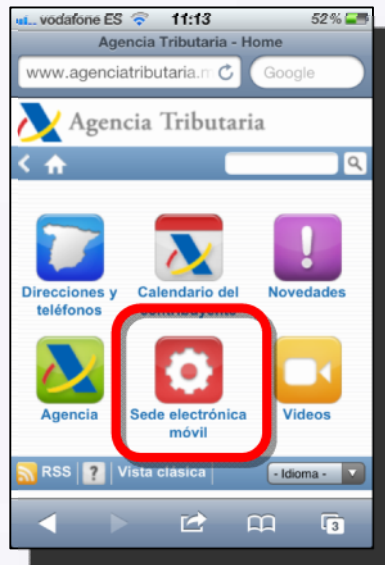 vodafone ES 11:13 52%
Agencia Tributaria - Home
www.agenciatributaria.m
Google
Agencia Tributaria
Direcciones y teléfonos
Calendario del contribuyente
Novedades
Agencia
Sede electrónica móvil
Videos
RSS ? Vista clásica - Idioma -
3